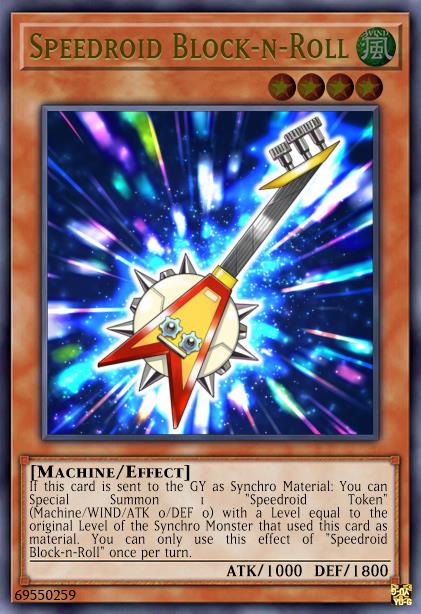 Speedroid Block-n-Roll
WIND
風
[Machine/Effect]
If this card is sent to the GY as Synchro Material: You can
Special Summon 1 "Speedroid Token"
(Machine/WIND/ATK 0/DEF 0) with a Level equal to the
original Level of the Synchro Monster that used this card as
material. You can only use this effect of "Speedroid
Block-n-Roll" once per turn.
ATK/1000 DEF/1800
69550259